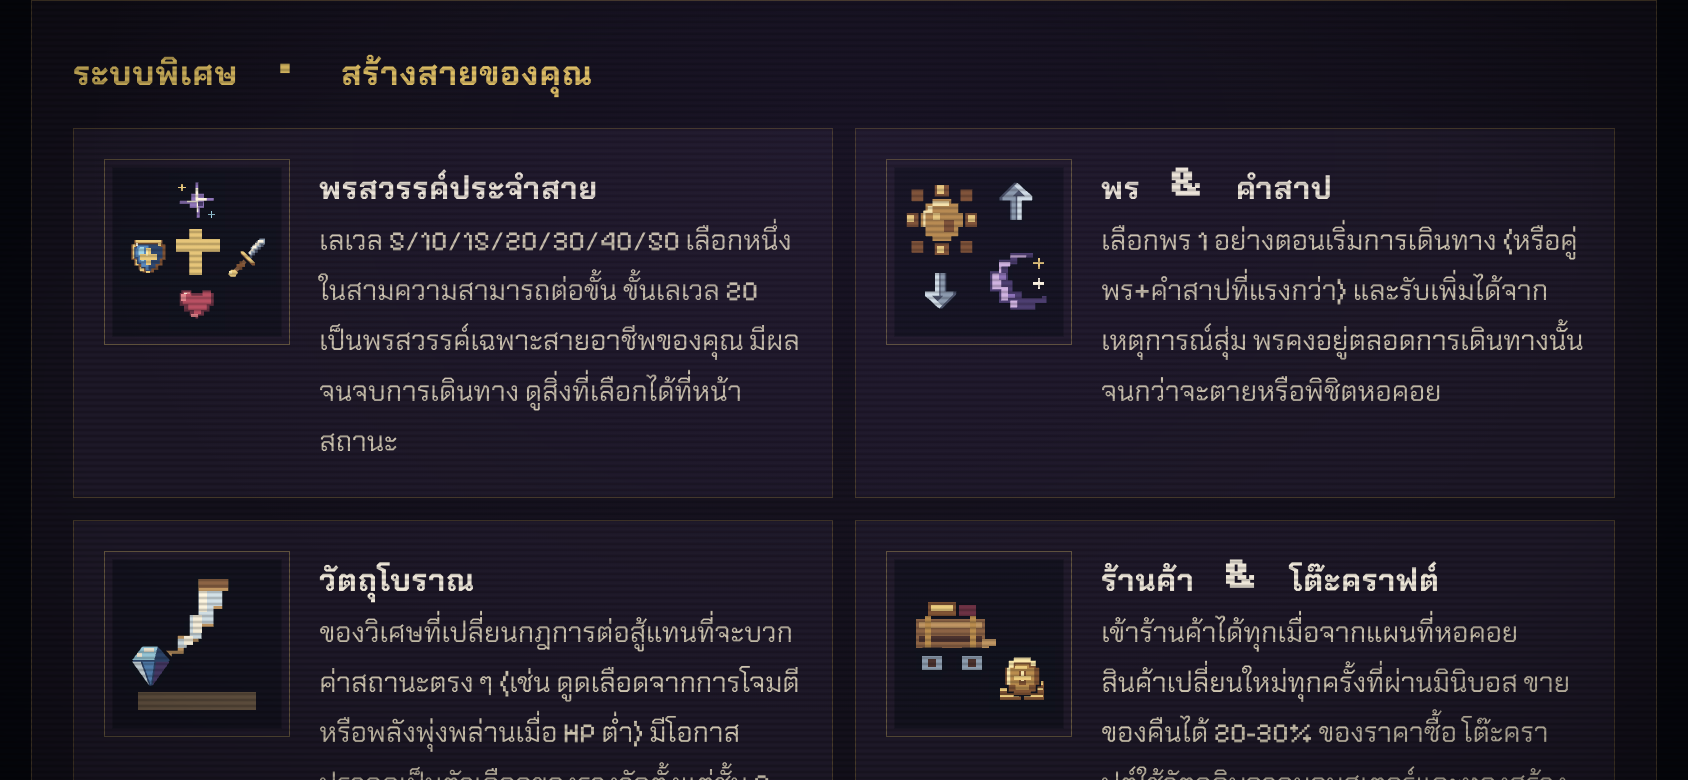 ระบบพิเศษ · สร้างสายของคุณ
พรสวรรค์ประจำสาย
เลเวล 5/10/15/20/30/40/50 เลือกหนึ่ง
ในสามความสามารถต่อขั้น ขั้นเลเวล 20
เป็นพรสวรรค์เฉพาะสายอาชีพของคุณ มีผล
จนจบการเดินทาง ดูสิ่งที่เลือกได้ที่หน้า
สถานะ
พร & คำสาป
เลือกพร 1 อย่างตอนเริ่มการเดินทาง (หรือคู่
พร+คำสาปที่แรงกว่า) และรับเพิ่มได้จาก
เหตุการณ์สุ่ม พรคงอยู่ตลอดการเดินทางนั้น
จนกว่าจะตายหรือพิชิตหอคอย
วัตถุโบราณ
ของวิเศษที่เปลี่ยนกฎการต่อสู้แทนที่จะบวก
ค่าสถานะตรง ๆ (เช่น ดูดเลือดจากการโจมตี
หรือพลังพุ่งพล่านเมื่อ HP ต่ำ) มีโอกาส
ร้านค้า & โต๊ะคราฟต์
เข้าร้านค้าได้ทุกเมื่อจากแผนที่หอคอย
สินค้าเปลี่ยนใหม่ทุกครั้งที่ผ่านมินิบอส ขาย
ของคืนได้ 20-30% ของราคาซื้อ โต๊ะครา